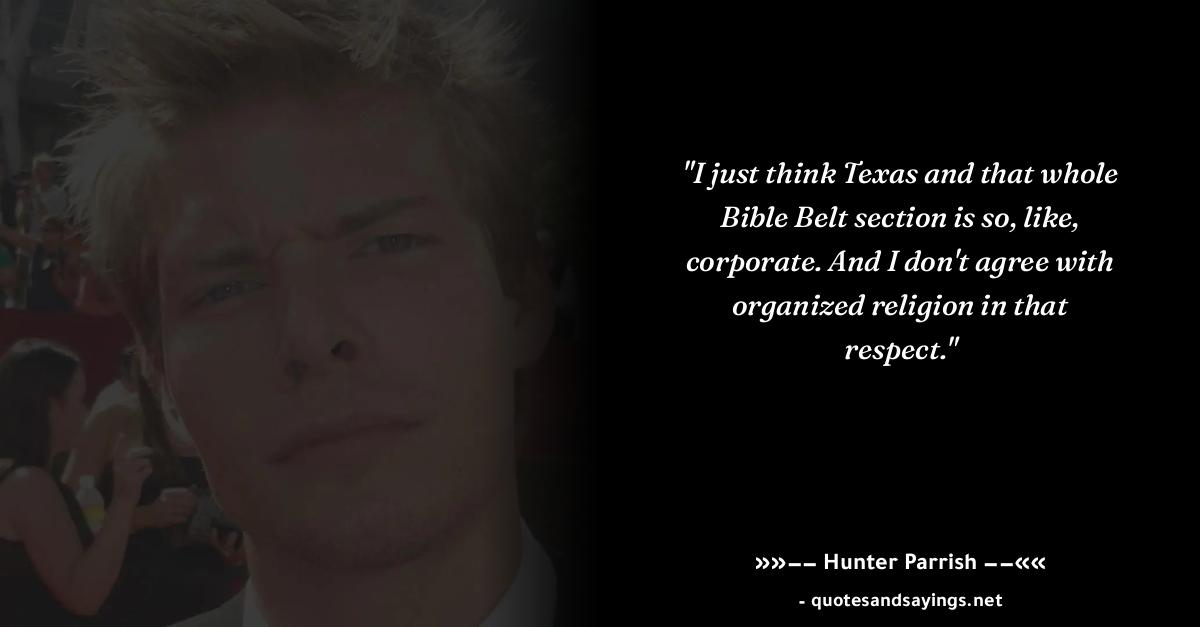 "I just think Texas and that whole
Bible Belt section is so, like,
corporate. And I don't agree with
organized religion in that
respect."
»»−− Hunter Parrish −−««
- quotesandsayings.net